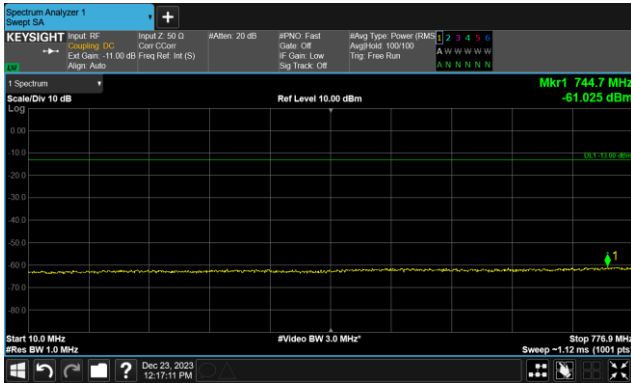 Spectrum Analyzer 1
Swept SA
KEYSIGHT
Input: RF
Coupling: DC
Ext Gain: -11.00 dB
Align: Auto
Input Z: 50 Ω
Corr CCorr
Freq Ref: Int (S)
#Atten: 20 dB
#PNO: Fast
Gate: Off
IF Gain: Low
Sig Track: Off
#Avg Type: Power (RMS
Avg|Hold: 100/100
Trig: Free Run
1 2 3 4 5 6
A W W W W W
A N N N N N
1 Spectrum
Scale/Div 10 dB
Ref Level 10.00 dBm
Mkr1 744.7 MHz
-61.025 dBm
Log
0.00
DL1 -13.00 dBm
-10.0
-20.0
-30.0
-40.0
-50.0
1
-60.0
-70.0
-80.0
Start 10.0 MHz
#Res BW 1.0 MHz
#Video BW 3.0 MHz*
Stop 776.9 MHz
Sweep ~1.12 ms (1001 pts)
?
Dec 23, 2023
12:17:11 PM